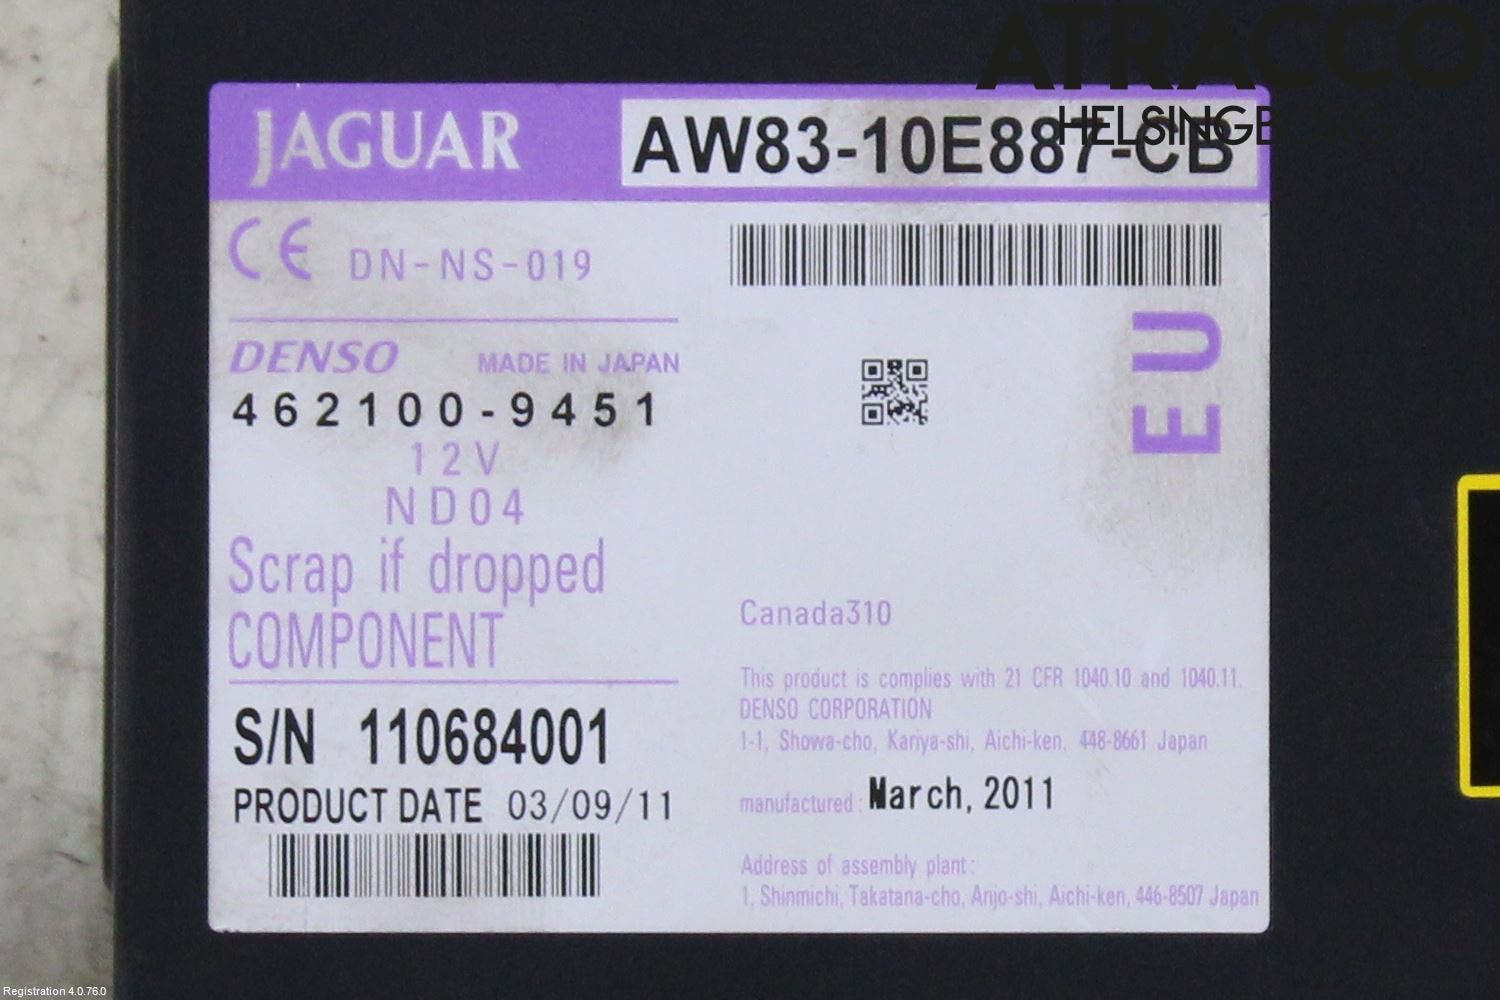 ATRACCO
HELSINGBORG
JAGUAR AW83-10E887-CB
CE DN-NS-019
EU
DENSO MADE IN JAPAN
462100-9451
12V
ND04
Scrap if dropped
COMPONENT
S/N 110684001
PRODUCT DATE 03/09/11
Canada310
This product is complies with 21 CFR 1040.10 and 1040.11.
DENSO CORPORATION
1-1, Showa-cho, Kariya-shi, Aichi-ken, 448-8661 Japan
manufactured : March, 2011
Address of assembly plant :
1, Shinmichi, Takatana-cho, Anjo-shi, Aichi-ken, 446-8507 Japan
Registration 4.0.76.0